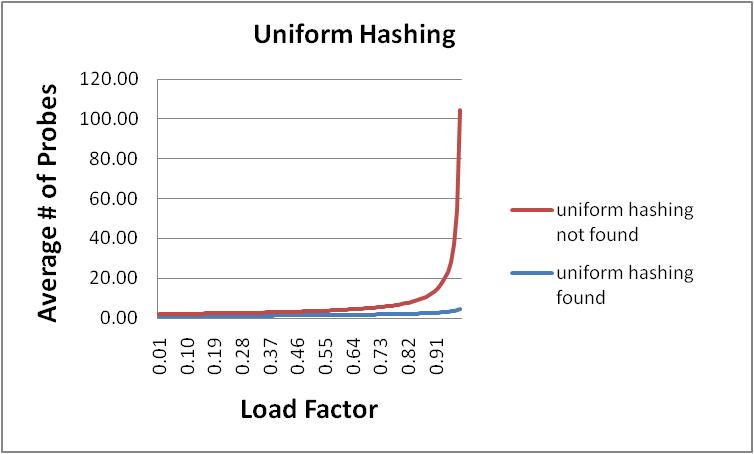 Uniform Hashing
Average # of Probes
120.00
100.00
80.00
60.00
40.00
20.00
0.00
0.01
0.10
0.19
0.28
0.37
0.46
0.55
0.64
0.73
0.82
0.91
Load Factor
uniform hashing
not found
uniform hashing
found